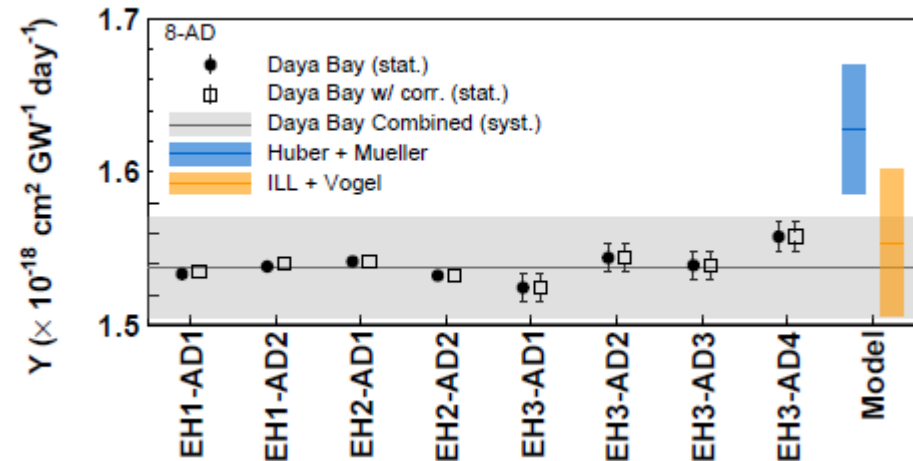 1.7
8-AD
Daya Bay (stat.)
Daya Bay w/ corr. (stat.)
Daya Bay Combined (syst.)
Huber + Mueller
ILL + Vogel
1.6
1.5
Y (× 10⁻¹⁸ cm² GW⁻¹ day⁻¹)
EH1-AD1
EH1-AD2
EH2-AD1
EH2-AD2
EH3-AD1
EH3-AD2
EH3-AD3
EH3-AD4
Model